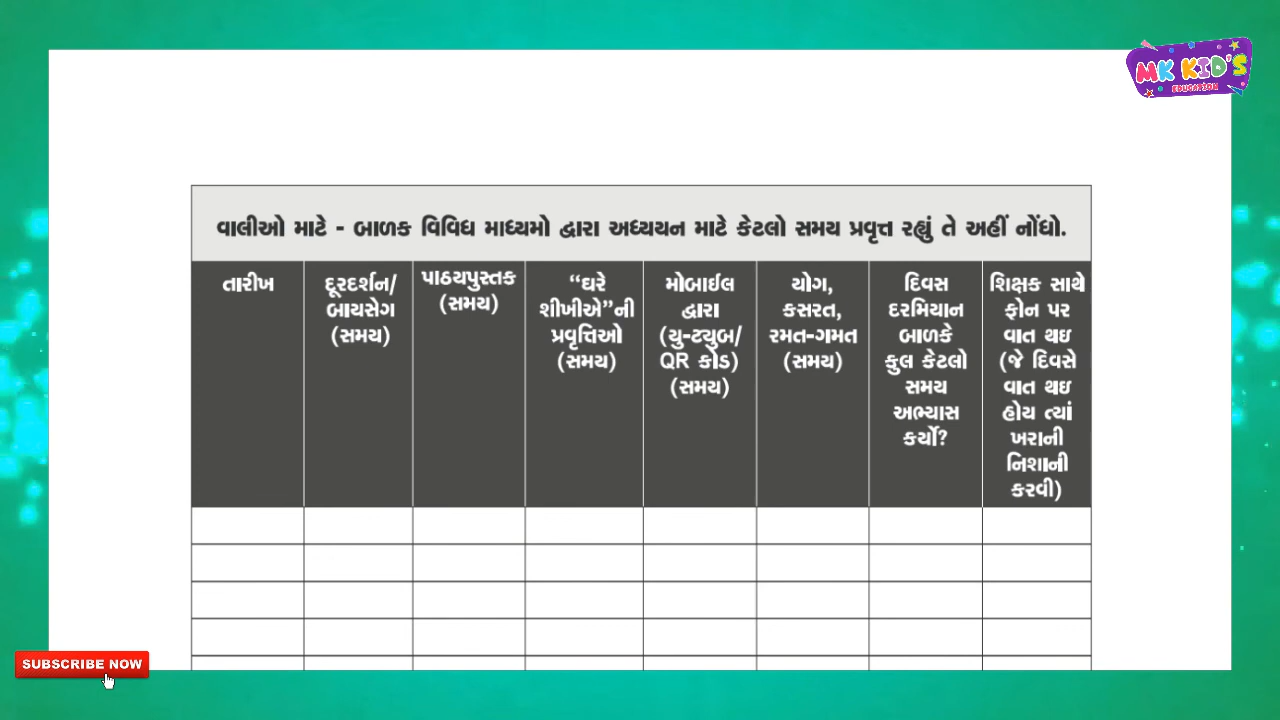 MK KID'S
EDUCATION
વાલીઓ માટે - બાળક વિવિધ માધ્યમો દ્વારા અધ્યયન માટે કેટલો સમય પ્રવૃત્ત રહ્યું તે અહીં નોંધો.
તારીખ
દૂરદર્શન/
બાયસેગ
(સમય)
પાઠયપુસ્તક
(સમય)
“ઘરે
શીખીએ”ની
પ્રવૃત્તિઓ
(સમય)
મોબાઈલ
દ્વારા
(યુ-ટ્યુબ/
QR કોડ)
(સમય)
યોગ,
કસરત,
રમત-ગમત
(સમય)
દિવસ
દરમિયાન
બાળકે
કુલ કેટલો
સમય
અભ્યાસ
કર્યો?
શિક્ષક સાથે
ફોન પર
વાત થઇ
(જે દિવસે
વાત થઇ
હોય ત્યાં
ખરાની
નિશાની
કરવી)
SUBSCRIBE NOW